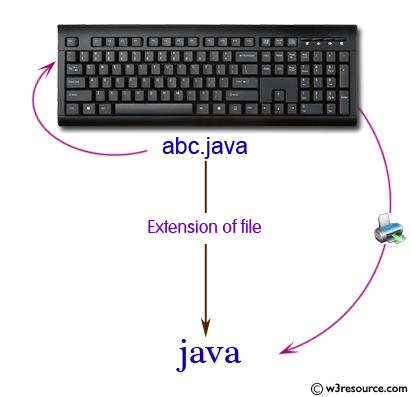 abc.java
Extension of file
java
© w3resource.com